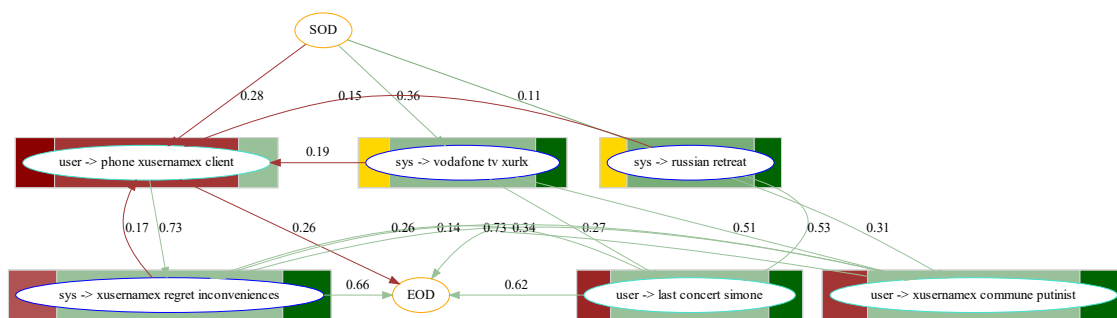 SOD
0.28
0.15
0.36
0.11
user -> phone xusernamex client
0.19
sys -> vodafone tv xurlx
sys -> russian retreat
0.17
0.73
0.26
0.26
0.14
0.73
0.34
0.27
0.51
0.53
0.31
sys -> xusernamex regret inconveniences
0.66
EOD
0.62
user -> last concert simone
user -> xusernamex commune putinist